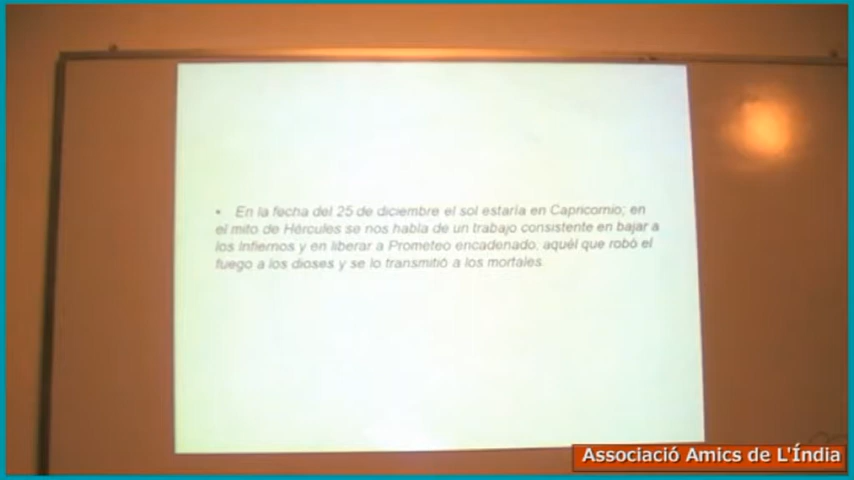 • En la fecha del 25 de diciembre el sol estaría en Capricornio; en
el mito de Hércules se nos habla de un trabajo consistente en bajar a
los Infiernos y en liberar a Prometeo encadenado, aquél que robó el
fuego a los dioses y se lo transmitió a los mortales.
Associació Amics de L'Índia